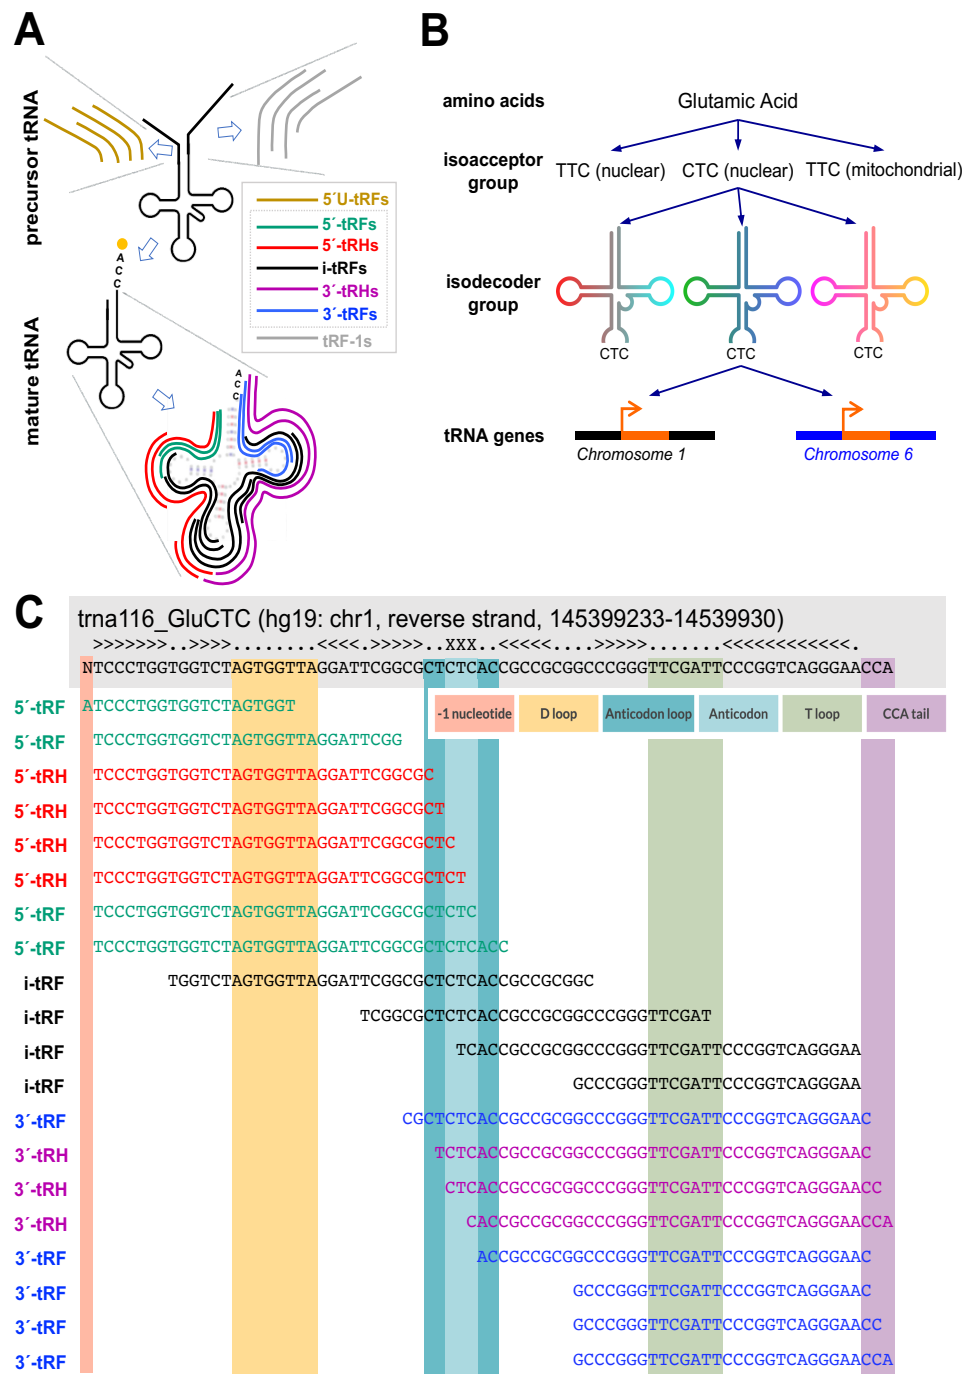 A
precursor tRNA
5´U-tRFs
5´-tRFs
5´-tRHs
i-tRFs
3´-tRHs
3´-tRFs
tRF-1s
A
C
C
mature tRNA
A
C
C
B
amino acids
Glutamic Acid
isoacceptor
group
TTC (nuclear)
CTC (nuclear)
TTC (mitochondrial)
isodecoder
group
CTC
CTC
CTC
tRNA genes
Chromosome 1
Chromosome 6
C
trna116_GluCTC (hg19: chr1, reverse strand, 145399233-14539930)
>>>>>>>..>>>>........<<<<.>>>>>..XXX..<<<<<....>>>>>.......<<<<<<<<<<<<.
NTCCCTGGTGGTCTAGTGGTTAGGATTCGGCGCTCTCACCGCCGCGGCCCGGGTTCGATTCCCGGTCAGGGAACCA
-1 nucleotide
D loop
Anticodon loop
Anticodon
T loop
CCA tail
5´-tRF ATCCCTGGTGGTCTAGTGGT
5´-tRF TCCCTGGTGGTCTAGTGGTTAGGATTCGG
5´-tRH TCCCTGGTGGTCTAGTGGTTAGGATTCGGCGC
5´-tRH TCCCTGGTGGTCTAGTGGTTAGGATTCGGCGCT
5´-tRH TCCCTGGTGGTCTAGTGGTTAGGATTCGGCGCTC
5´-tRH TCCCTGGTGGTCTAGTGGTTAGGATTCGGCGCTCT
5´-tRF TCCCTGGTGGTCTAGTGGTTAGGATTCGGCGCTCTC
5´-tRF TCCCTGGTGGTCTAGTGGTTAGGATTCGGCGCTCTCACC
i-tRF TGGTCTAGTGGTTAGGATTCGGCGCTCTCACCGCCGCGGC
i-tRF TCGGCGCTCTCACCGCCGCGGCCCGGGTTCGAT
i-tRF TCACCGCCGCGGCCCGGGTTCGATTCCCGGTCAGGGAA
i-tRF GCCCGGGTTCGATTCCCGGTCAGGGAA
3´-tRF CGCTCTCACCGCCGCGGCCCGGGTTCGATTCCCGGTCAGGGAAC
3´-tRH TCTCACCGCCGCGGCCCGGGTTCGATTCCCGGTCAGGGAAC
3´-tRH CTCACCGCCGCGGCCCGGGTTCGATTCCCGGTCAGGGAACC
3´-tRH CACCGCCGCGGCCCGGGTTCGATTCCCGGTCAGGGAACCA
3´-tRF ACCGCCGCGGCCCGGGTTCGATTCCCGGTCAGGGAAC
3´-tRF GCCCGGGTTCGATTCCCGGTCAGGGAAC
3´-tRF GCCCGGGTTCGATTCCCGGTCAGGGAACC
3´-tRF GCCCGGGTTCGATTCCCGGTCAGGGAACCA